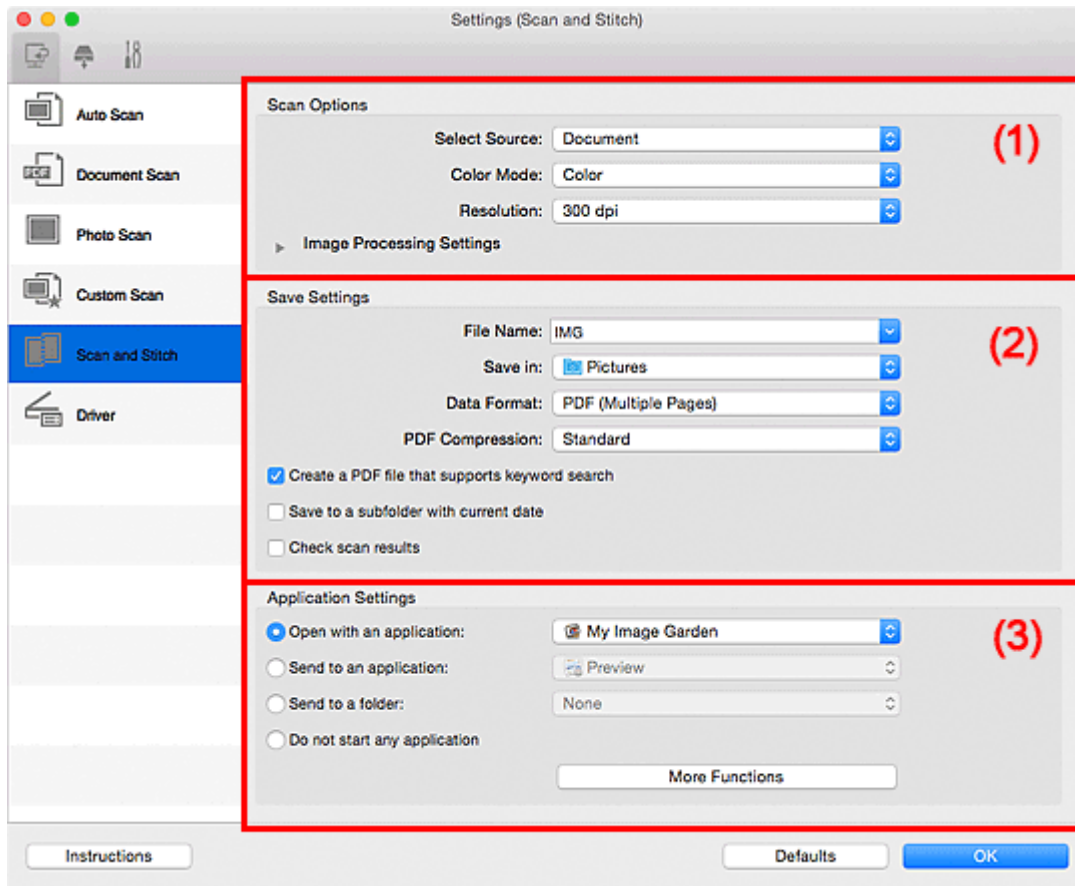 Settings (Scan and Stitch)
Auto Scan
Document Scan
Photo Scan
Custom Scan
Scan and Stitch
Driver
Scan Options
(1)
Select Source: Document
Color Mode: Color
Resolution: 300 dpi
Image Processing Settings
Save Settings
(2)
File Name: IMG
Save in: Pictures
Data Format: PDF (Multiple Pages)
PDF Compression: Standard
Create a PDF file that supports keyword search
Save to a subfolder with current date
Check scan results
Application Settings
(3)
Open with an application: My Image Garden
Send to an application: Preview
Send to a folder: None
Do not start any application
More Functions
Instructions Defaults OK